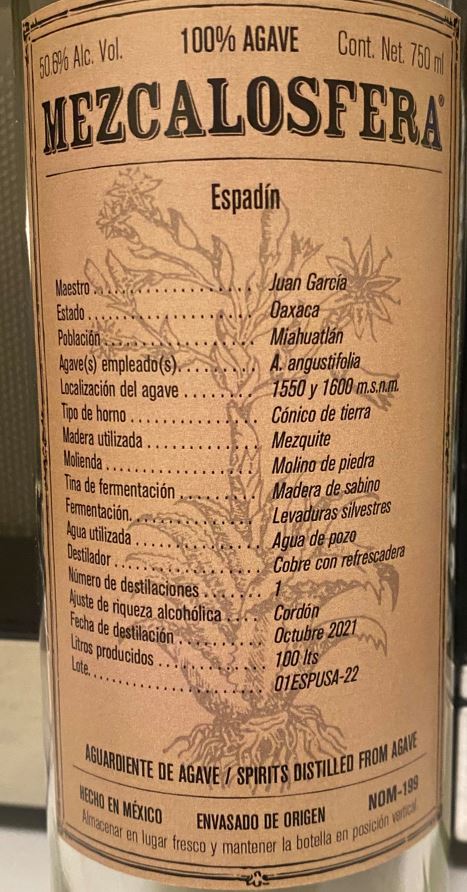 50.6% Alc. Vol. 100% AGAVE Cont. Net. 750 ml
MEZCALOSFERA®
Espadín
Maestro.......................... Juan García
Estado............................ Oaxaca
Población........................ Miahuatlán
Agave(s) empleado(s)......... A. angustifolia
Localización del agave ........ 1550 y 1600 m.s.n.m.
Tipo de horno .................. Cónico de tierra
Madera utilizada ............... Mezquite
Molienda......................... Molino de piedra
Tina de fermentación .......... Madera de sabino
Fermentación.................... Levaduras silvestres
Agua utilizada .................. Agua de pozo
Destilador........................ Cobre con refrescadera
Número de destilaciones ....... 1
Ajuste de riqueza alcohólica .... Cordón
Fecha de destilación ............ Octubre 2021
Litros producidos ............... 100 lts
Lote............................... 01ESPUSA-22
AGUARDIENTE DE AGAVE / SPIRITS DISTILLED FROM AGAVE
HECHO EN MÉXICO ENVASADO DE ORIGEN NOM-199
Almacenar en lugar fresco y mantener la botella en posición vertical.